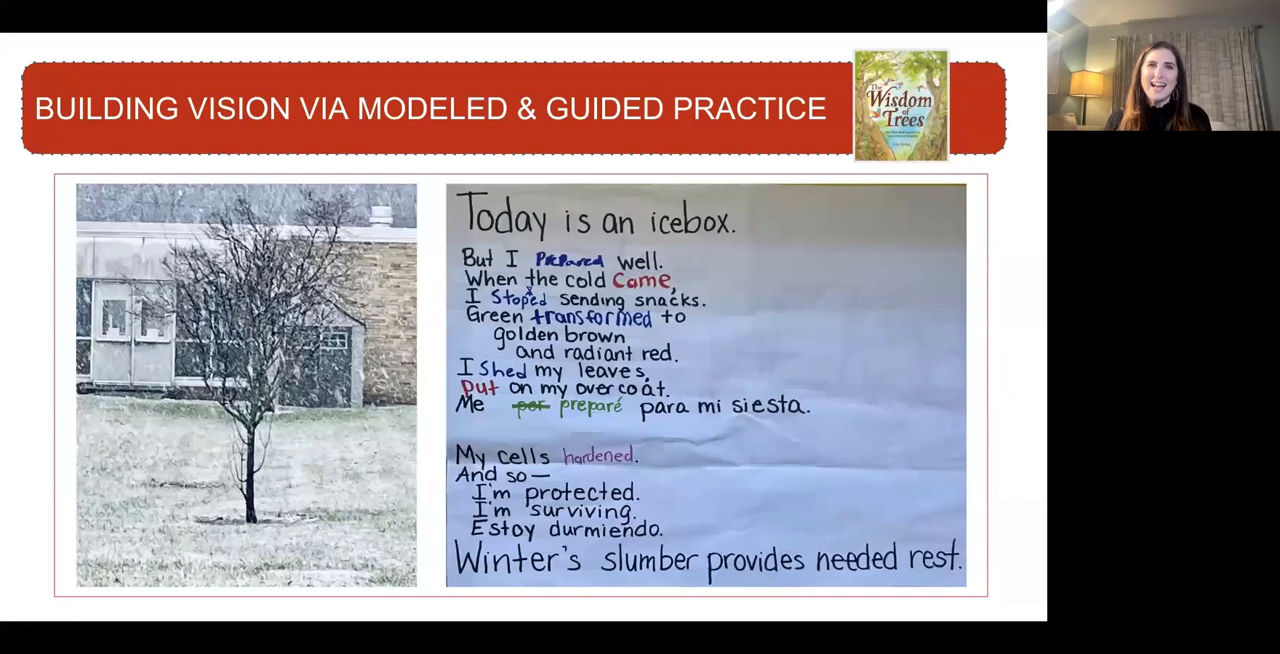 BUILDING VISION VIA MODELED & GUIDED PRACTICE
The
Wisdom
of
Trees
Today is an icebox.
But I Prepared well.
When the cold Came,
I Stoped sending snacks.
Green transformed to
golden brown
and radiant red.
I Shed my leaves,
put on my overcoat.
Me por preparé para mi siesta.
My cells hardened.
And so—
I'm protected.
I'm surviving.
Estoy durmiendo.
Winter's slumber provides needed rest.